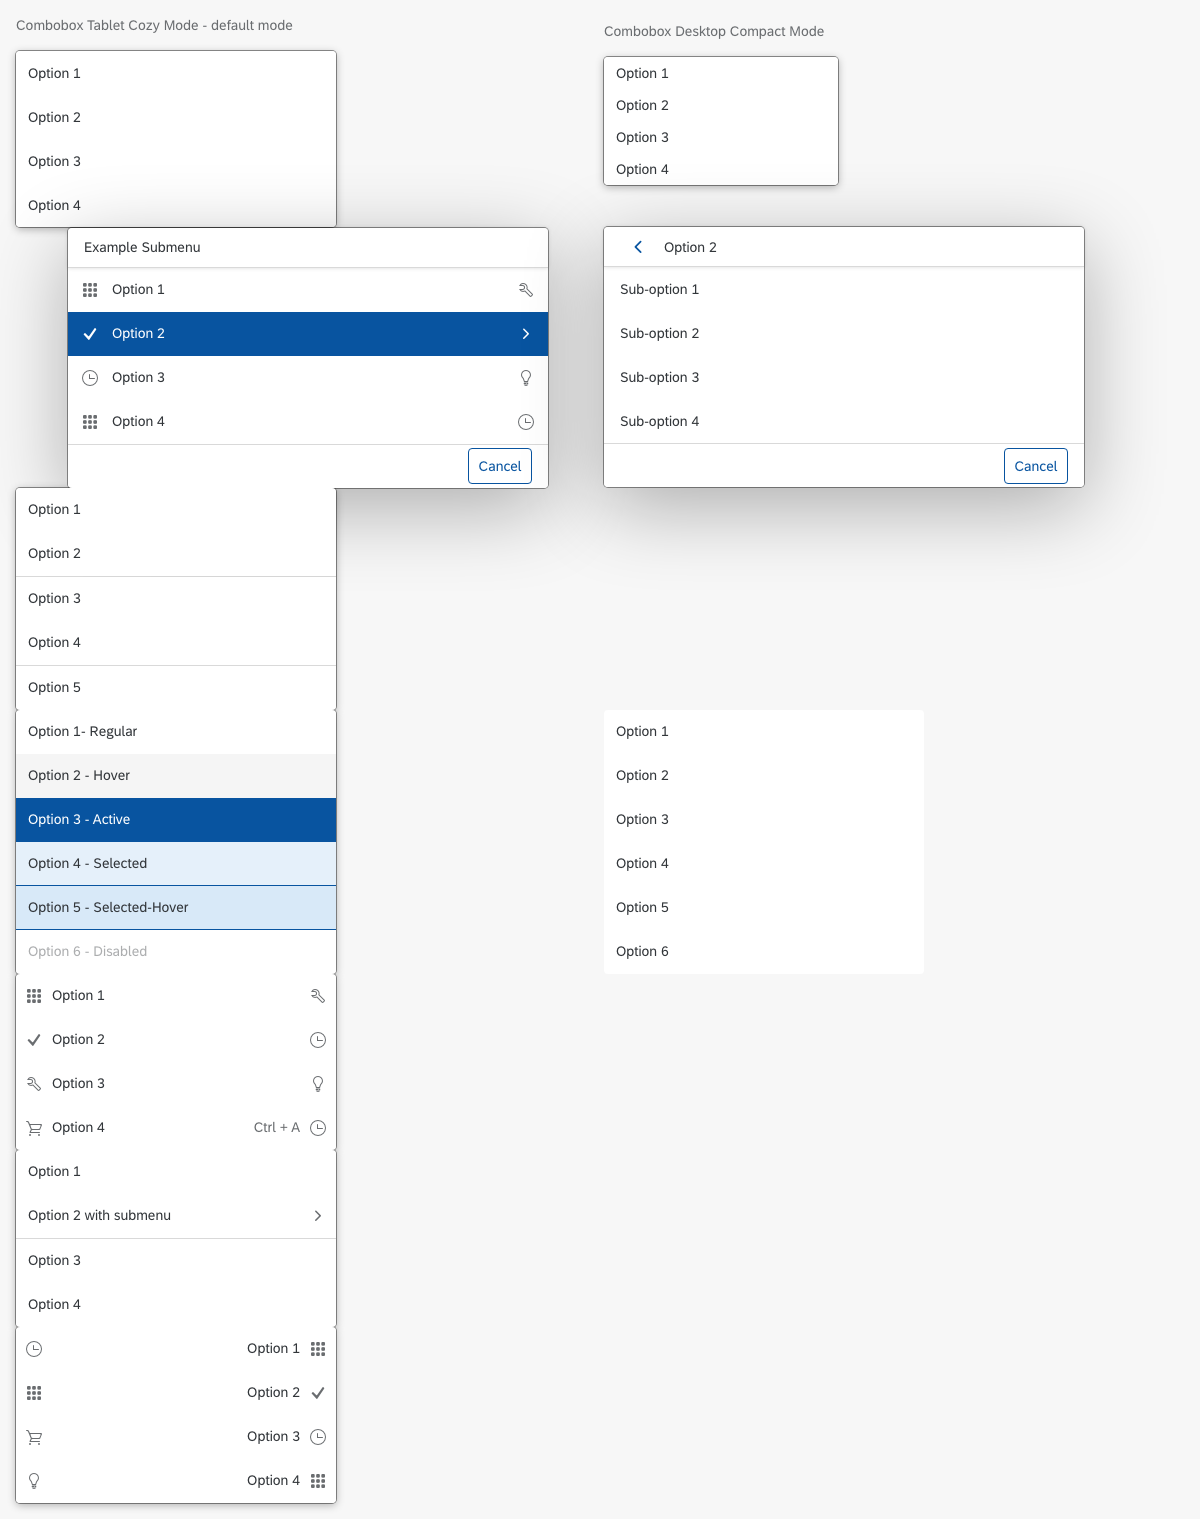 Combobox Tablet Cozy Mode - default mode
Option 1
Option 2
Option 3
Option 4
Combobox Desktop Compact Mode
Option 1
Option 2
Option 3
Option 4
Example Submenu
Option 1
Option 2
Option 3
Option 4
Cancel
Option 2
Sub-option 1
Sub-option 2
Sub-option 3
Sub-option 4
Cancel
Option 1
Option 2
Option 3
Option 4
Option 5
Option 1- Regular
Option 2 - Hover
Option 3 - Active
Option 4 - Selected
Option 5 - Selected-Hover
Option 6 - Disabled
Option 1
Option 2
Option 3
Option 4
Option 5
Option 6
Option 1
Option 2
Option 3
Option 4 Ctrl + A
Option 1
Option 2 with submenu
Option 3
Option 4
Option 1
Option 2
Option 3
Option 4